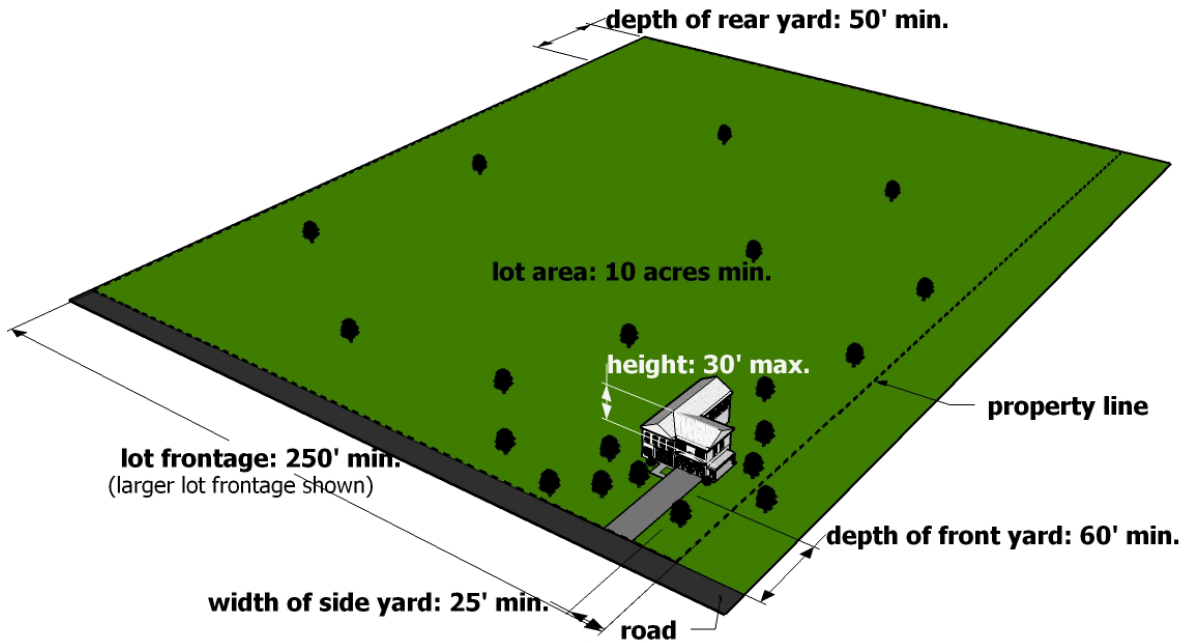 depth of rear yard: 50' min.
lot area: 10 acres min.
height: 30' max.
property line
lot frontage: 250' min.
(larger lot frontage shown)
depth of front yard: 60' min.
width of side yard: 25' min.
road